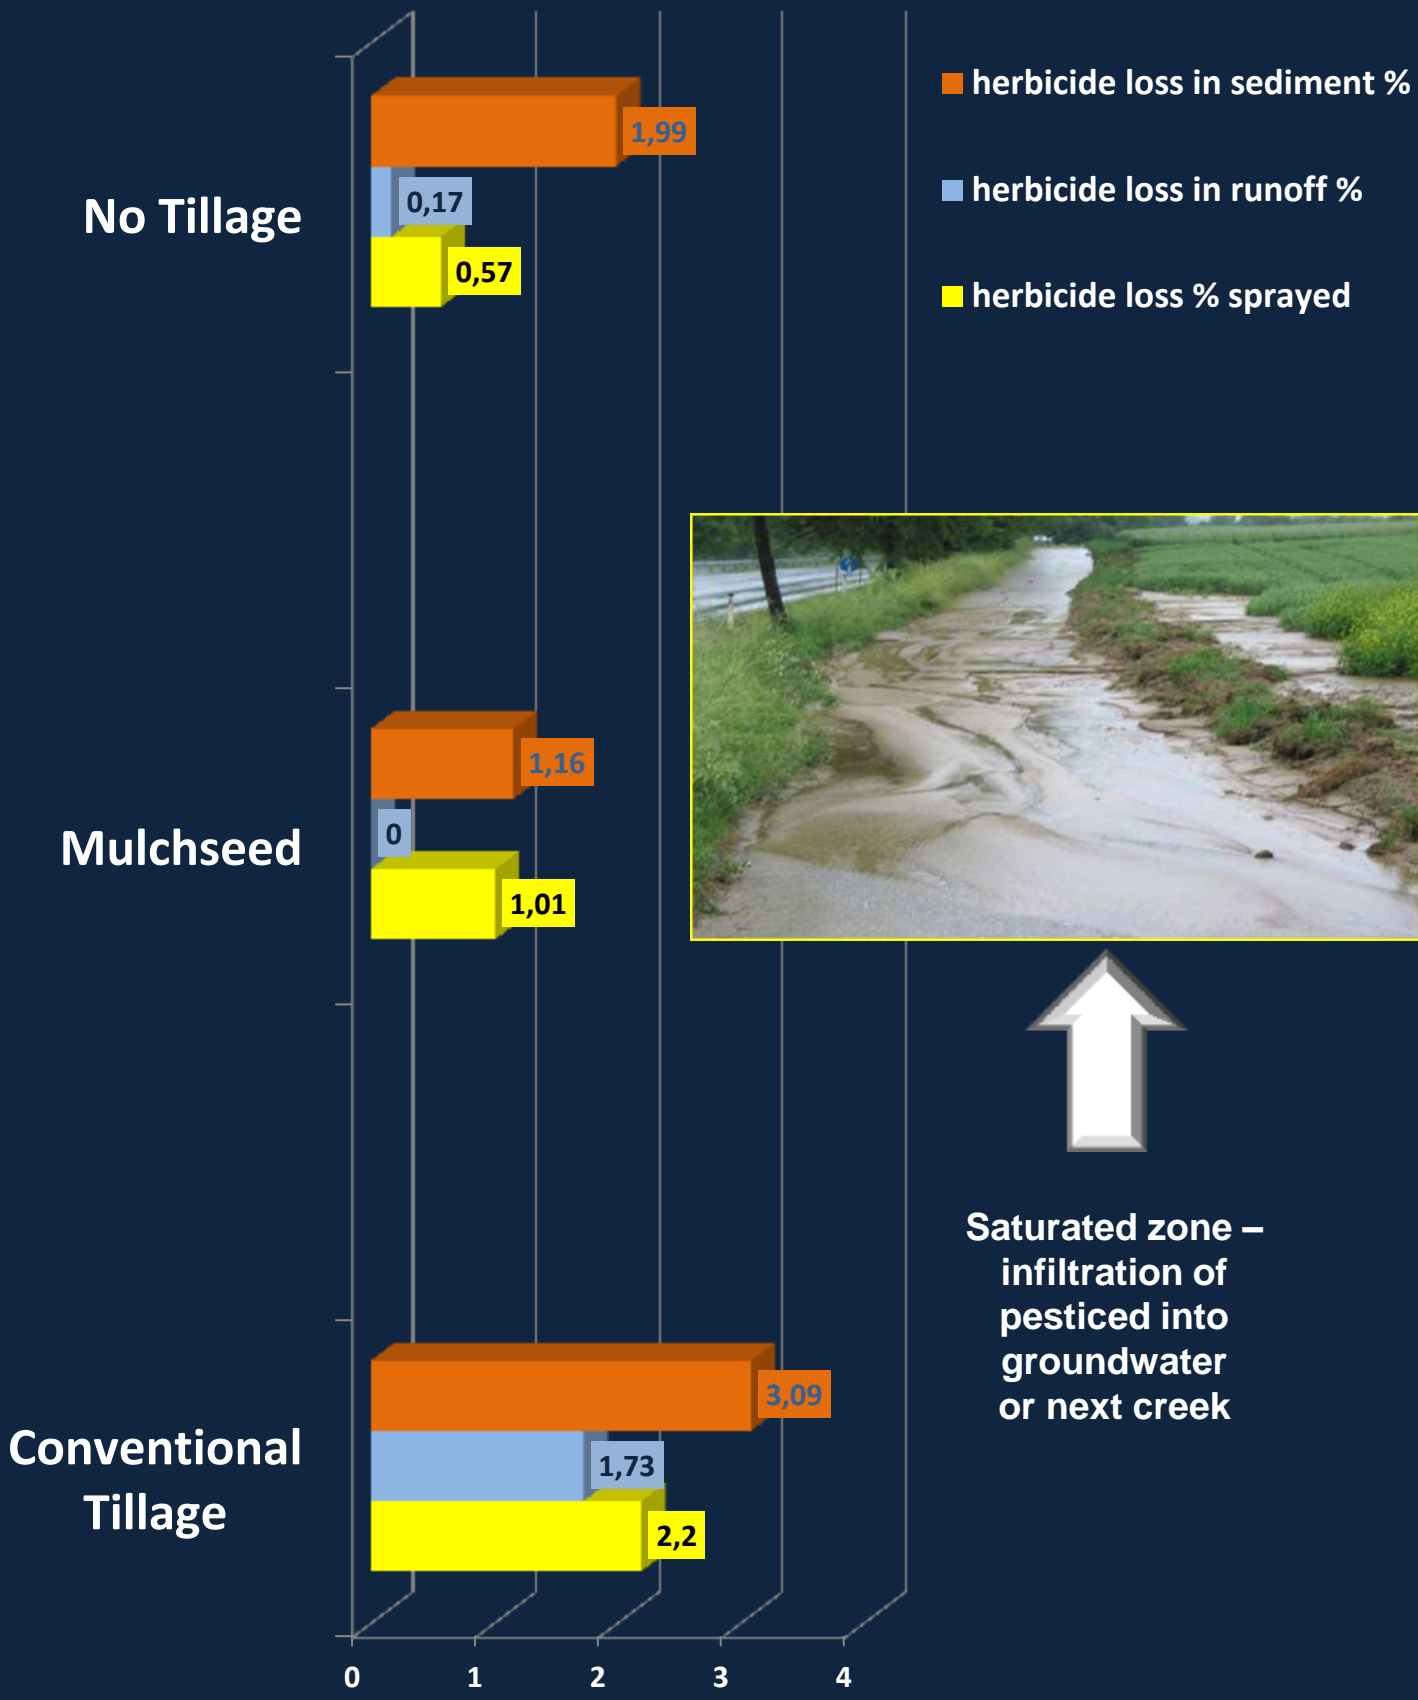 herbicide loss in sediment %
herbicide loss in runoff %
herbicide loss % sprayed
No Tillage
1,99
0,17
0,57
Mulchseed
1,16
0
1,01
Conventional
Tillage
3,09
1,73
2,2
0 1 2 3 4
Saturated zone –
infiltration of
pesticed into
groundwater
or next creek